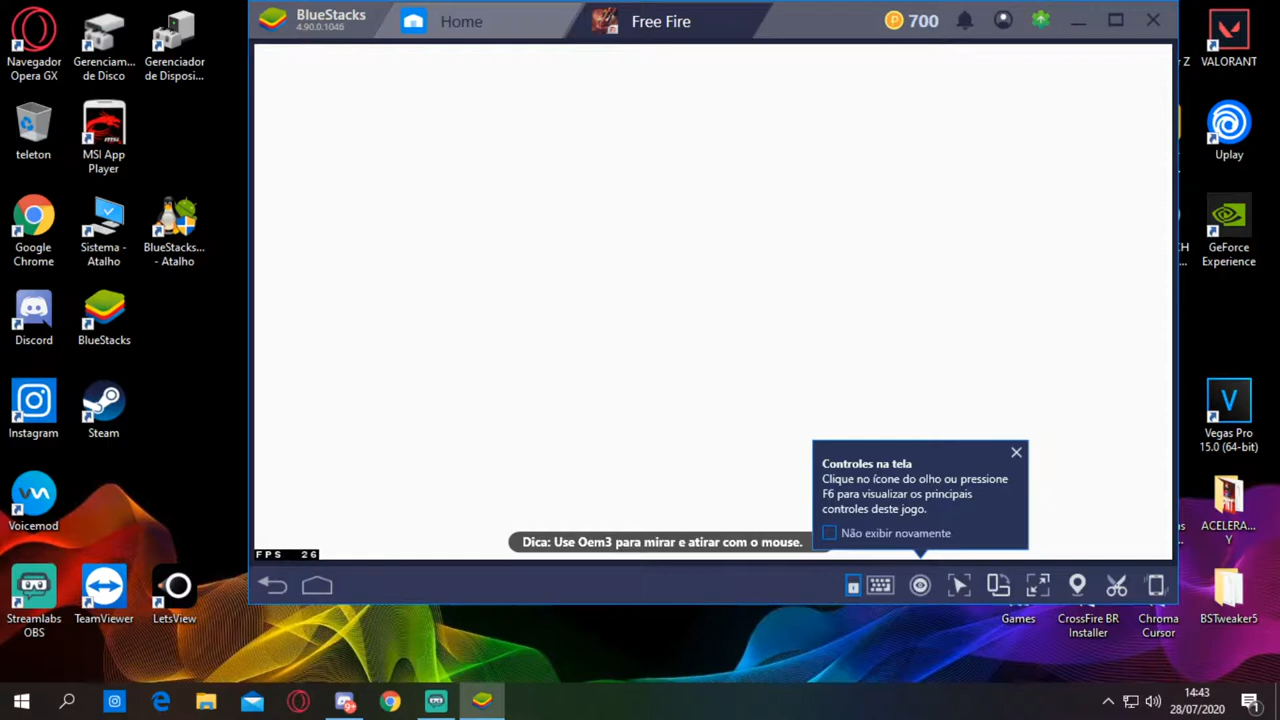 Navegador
Opera GX
Gerenciam...
de Disco
Gerenciador
de Disposi...
teleton
MSI App
Player
Google
Chrome
Sistema -
Atalho
BlueStacks...
- Atalho
Discord
BlueStacks
Instagram
Steam
Voicemod
Streamlabs
OBS
TeamViewer
LetsView
BlueStacks
4.90.0.1046
Home
Free Fire
P 700
Controles na tela
Clique no ícone do olho ou pressione
F6 para visualizar os principais
controles deste jogo.
Não exibir novamente
Dica: Use Oem3 para mirar e atirar com o mouse.
FPS 26
r Z
VALORANT
Uplay
CH
...
GeForce
Experience
V
Vegas Pro
15.0 (64-bit)
ACELERA...
Y
Games
CrossFire BR
Installer
Chroma
Cursor
BSTweaker5
14:43
28/07/2020
1